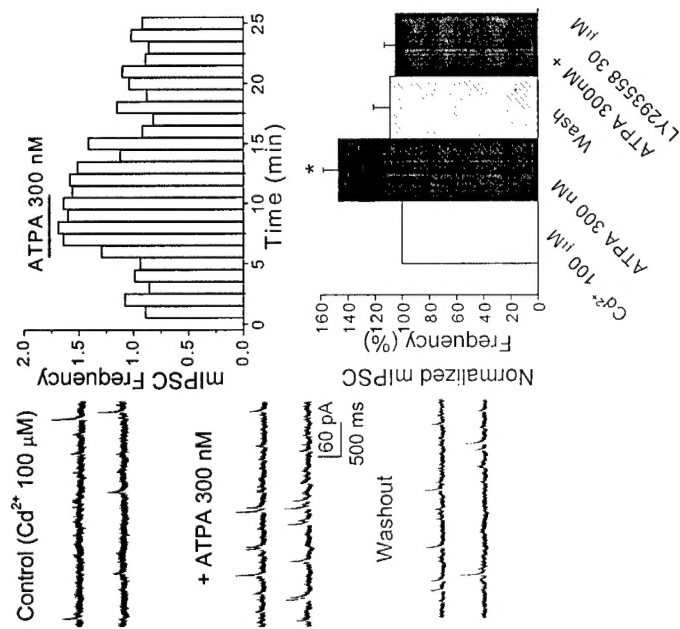 Control (Cd²⁺ 100 μM)
+ ATPA 300 nM
60 pA
500 ms
Washout
ATPA 300 nM
mIPSC Frequency
2.0
1.5
1.0
0.5
0.0
0
5
10
15
20
25
Time (min)
Normalized mIPSC
Frequency (%)
160
140
120
100
80
60
40
20
0
*
Cd²⁺ 100 μM
ATPA 300 nM
Wash
ATPA 300nM +
LY293558 30 μM